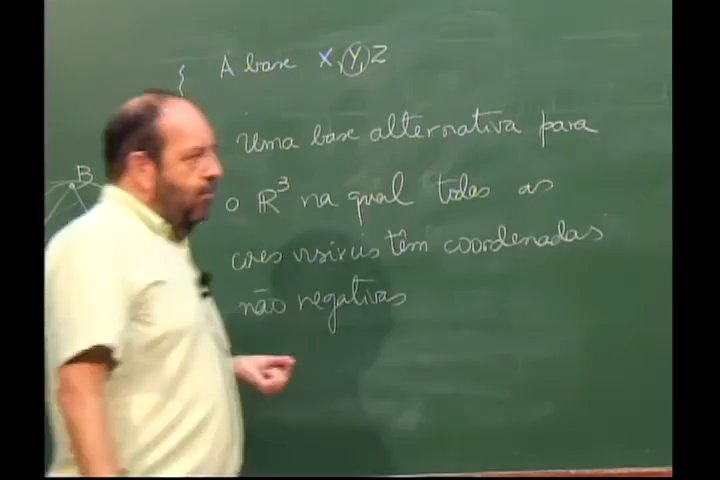 A base X, Y, Z
Uma base alternativa para
o R³ na qual todas as
cores visíveis têm coordenadas
não negativas
B